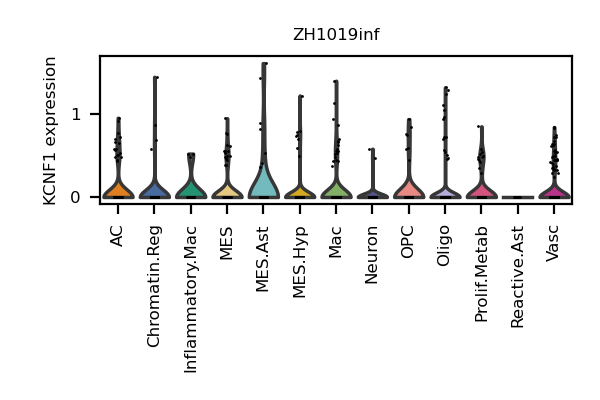 ZH1019inf
KCNF1 expression
1
0
AC
Chromatin.Reg
Inflammatory.Mac
MES
MES.Ast
MES.Hyp
Mac
Neuron
OPC
Oligo
Prolif.Metab
Reactive.Ast
Vasc